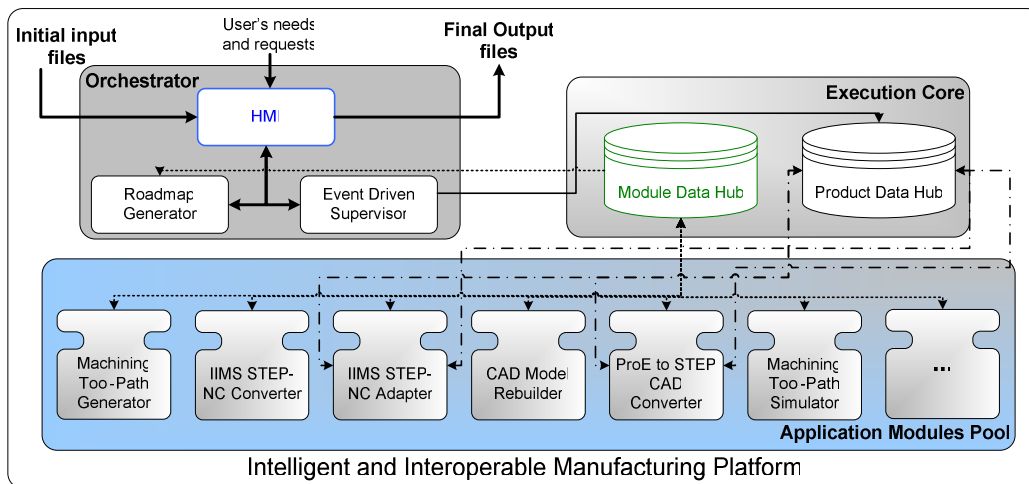 Initial input
files
User's needs
and requests
Final Output
files
Orchestrator
HMI
Roadmap
Generator
Event Driven
Supervisor
Execution Core
Module Data Hub
Product Data Hub
Machining
Too-Path
Generator
IIMS STEP-
NC Converter
IIMS STEP-
NC Adapter
CAD Model
Rebuilder
ProE to STEP
CAD
Converter
Machining
Too-Path
Simulator
...
Application Modules Pool
Intelligent and Interoperable Manufacturing Platform